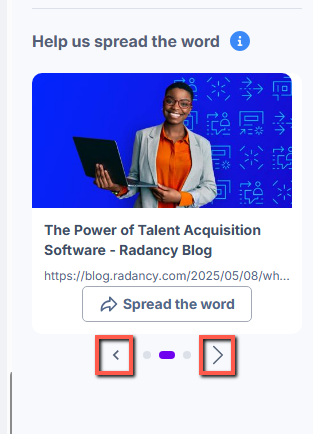 Help us spread the word
The Power of Talent Acquisition
Software - Radancy Blog
https://blog.radancy.com/2025/05/08/wh...
Spread the word